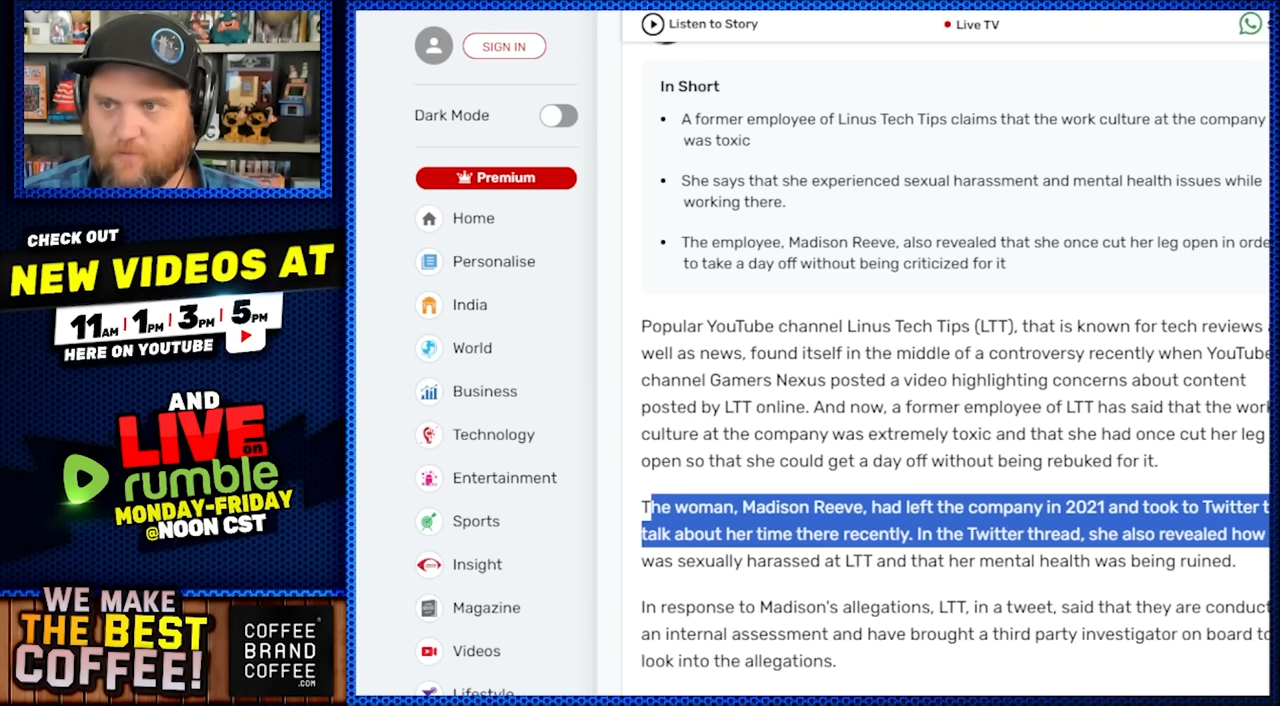 CHECK OUT
NEW VIDEOS AT
11AM | 1PM | 3PM | 5PM
HERE ON YOUTUBE
AND
LIVE on
rumble
MONDAY-FRIDAY
@NOON CST
WE MAKE
THE BEST
COFFEE!
COFFEE
BRAND
COFFEE
.COM
SIGN IN
Dark Mode
Premium
Home
Personalise
India
World
Business
Technology
Entertainment
Sports
Insight
Magazine
Videos
Lifestyle
Listen to Story
Live TV
In Short
• A former employee of Linus Tech Tips claims that the work culture at the company
was toxic
• She says that she experienced sexual harassment and mental health issues while
working there.
• The employee, Madison Reeve, also revealed that she once cut her leg open in orde
to take a day off without being criticized for it
Popular YouTube channel Linus Tech Tips (LTT), that is known for tech reviews
well as news, found itself in the middle of a controversy recently when YouTube
channel Gamers Nexus posted a video highlighting concerns about content
posted by LTT online. And now, a former employee of LTT has said that the work
culture at the company was extremely toxic and that she had once cut her leg
open so that she could get a day off without being rebuked for it.
The woman, Madison Reeve, had left the company in 2021 and took to Twitter t
talk about her time there recently. In the Twitter thread, she also revealed how
was sexually harassed at LTT and that her mental health was being ruined.
In response to Madison's allegations, LTT, in a tweet, said that they are conduct
an internal assessment and have brought a third party investigator on board to
look into the allegations.